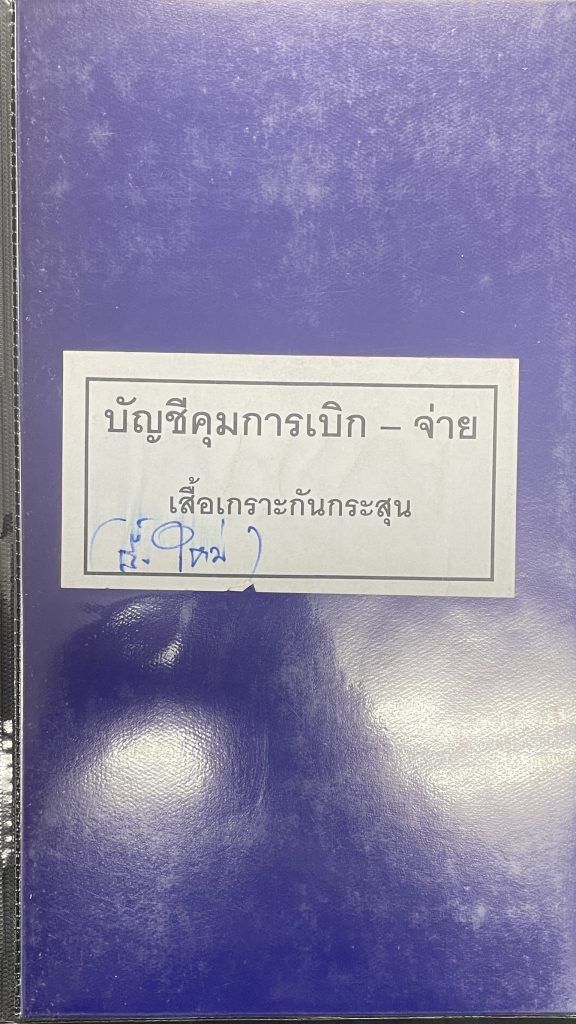 บัญชีคุมการเบิก – จ่าย
เสื้อเกราะกันกระสุน
ใหม่)